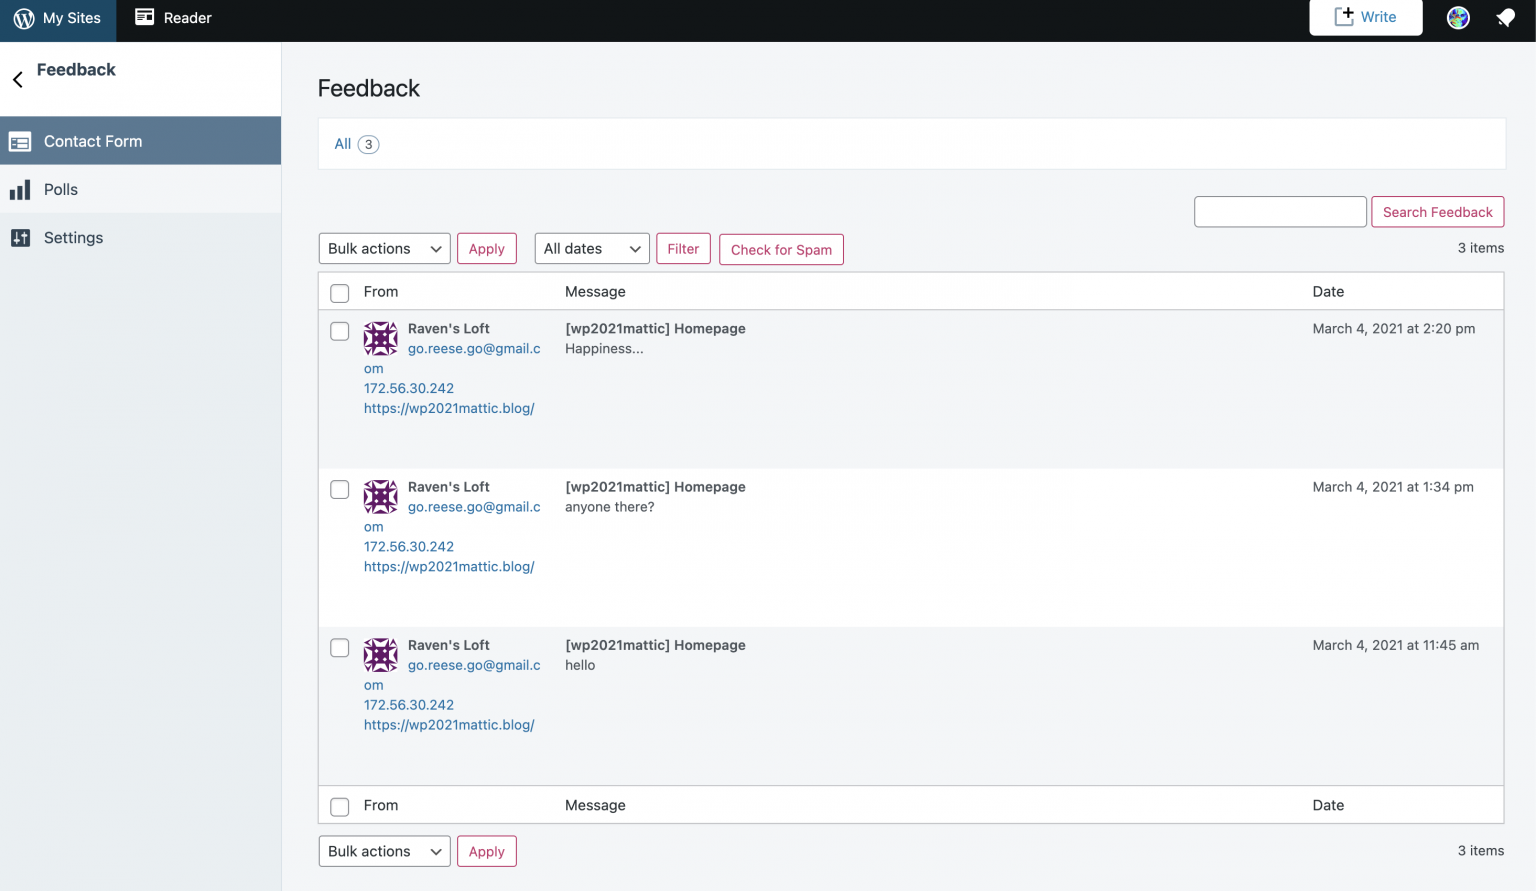 My Sites
Reader
Write
Feedback
Contact Form
Polls
Settings
Feedback
All 3
Search Feedback
Bulk actions Apply All dates Filter Check for Spam 3 items
From Message Date
Raven's Loft [wp2021mattic] Homepage March 4, 2021 at 2:20 pm
go.reese.go@gmail.c Happiness...
om
172.56.30.242
https://wp2021mattic.blog/
Raven's Loft [wp2021mattic] Homepage March 4, 2021 at 1:34 pm
go.reese.go@gmail.c anyone there?
om
172.56.30.242
https://wp2021mattic.blog/
Raven's Loft [wp2021mattic] Homepage March 4, 2021 at 11:45 am
go.reese.go@gmail.c hello
om
172.56.30.242
https://wp2021mattic.blog/
From Message Date
Bulk actions Apply 3 items